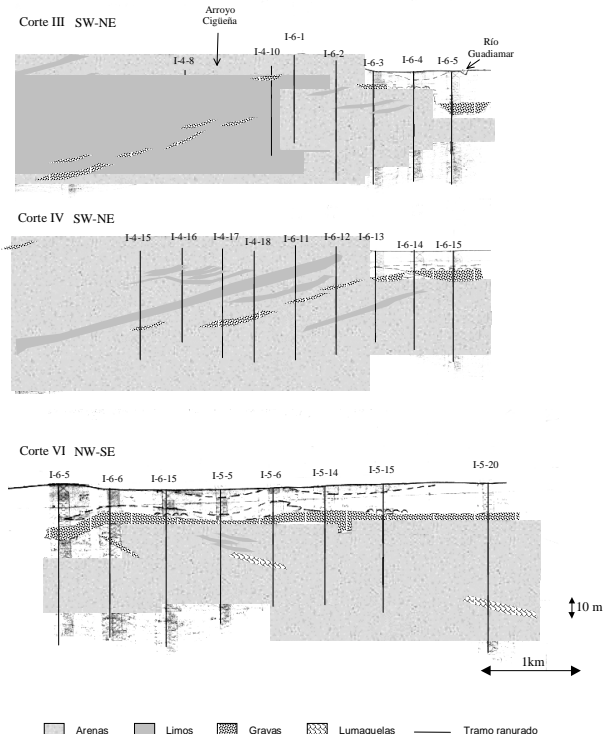 Arroyo
Cigüeña
Corte III SW-NE
I-4-8
I-4-10
I-6-1
I-6-2
I-6-3
I-6-4
I-6-5
Río
Guadiamar
Corte IV SW-NE
I-4-15
I-4-16
I-4-17
I-4-18
I-6-11
I-6-12
I-6-13
I-6-14
I-6-15
Corte VI NW-SE
I-6-5
I-6-6
I-6-15
I-5-5
I-5-6
I-5-14
I-5-15
I-5-20
10 m
1km
Arenas Limos Gravas Lumaquelas Tramo ranurado